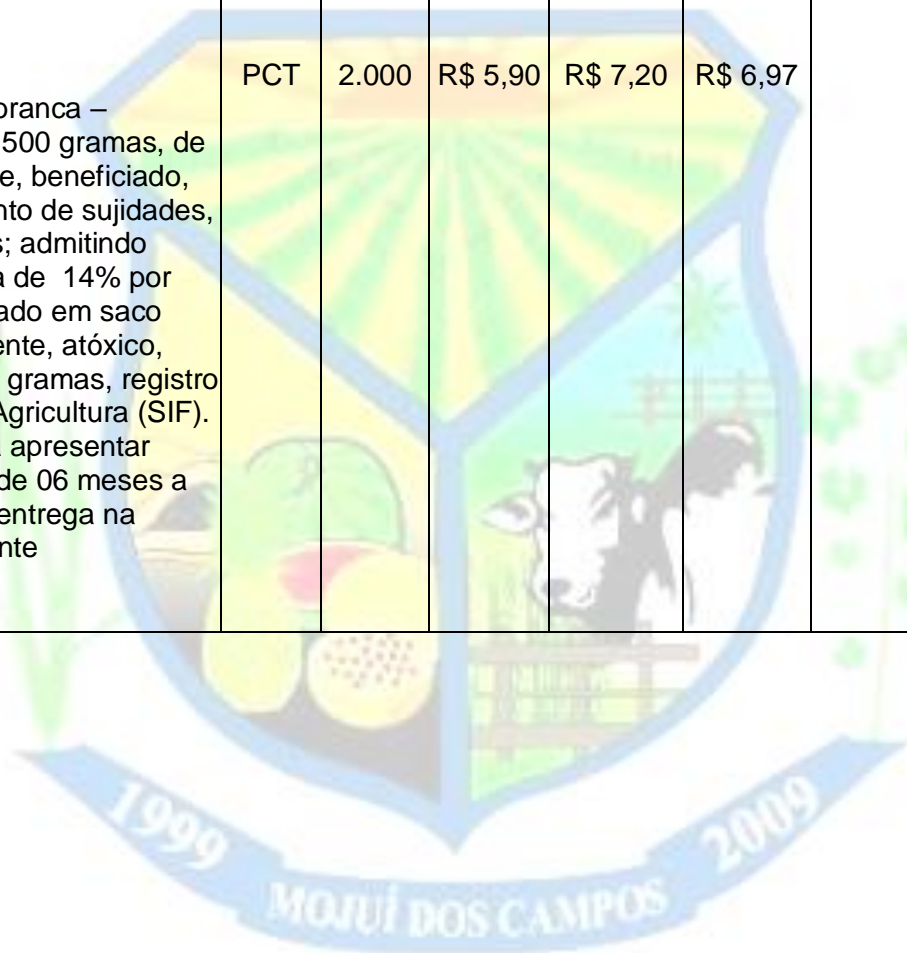 PCT 2.000 R$ 5,90 R$ 7,20 R$ 6,97
branca –
500 gramas, de
e, beneficiado,
nto de sujidades,
s; admitindo
a de 14% por
ado em saco
ente, atóxico,
gramas, registro
Agricultura (SIF).
a apresentar
de 06 meses a
entrega na
nte
1999 2009
MOJUÍ DOS CAMPOS